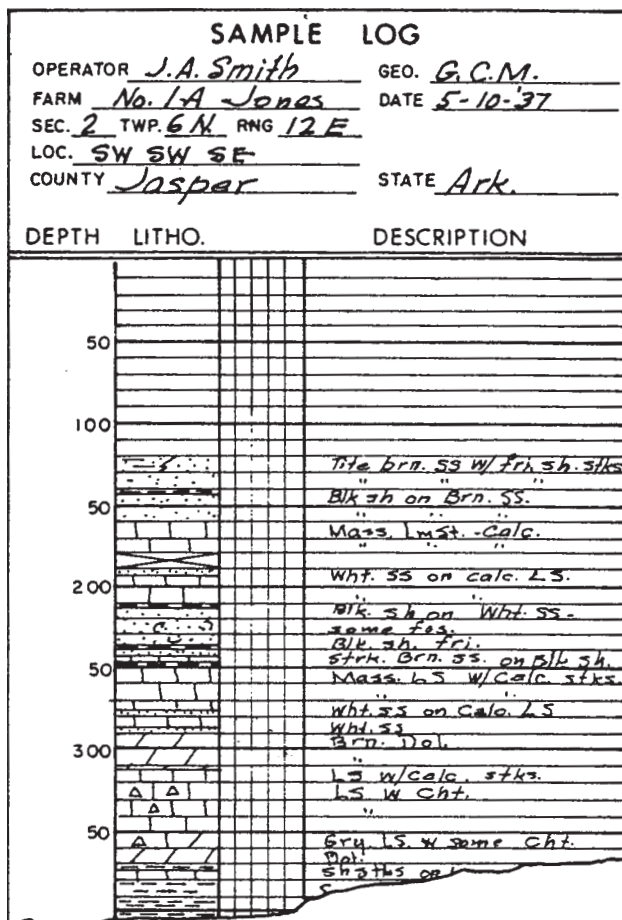 SAMPLE LOG
OPERATOR J.A. Smith GEO. G.C.M.
FARM No. 1-A Jones DATE 5-10-'37
SEC. 2 TWP. 6 N. RNG 12 E
LOC. SW SW SE
COUNTY Jasper STATE Ark.
DEPTH LITHO. DESCRIPTION
50
100
Tite brn. SS w/ fri. sh. stks
" " "
Blk sh on Brn. SS.
50 " " "
Mass. Lmst. -Calc.
" " "
Wht. SS on calc. LS.
200 " "
Blk. sh on Wht. SS-
some fos.
Blk. sh. fri.
Strk. Brn. ss. on Blk sh.
50
Mass. LS w/Calc. stks.
" "
Wht. SS on Calc. LS
Wht. SS
300 Brn. Dol.
"
LS w/Calc. stks.
LS w Cht.
"
50
Gry. LS. w some Cht.
Dol.